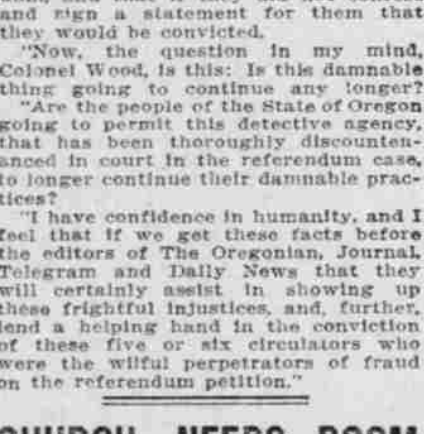 and sign a statement for them that
they would be convicted.
"Now, the question in my mind,
Colonel Wood, is this: Is this damnable
thing going to continue any longer?
"Are the people of the State of Oregon
going to permit this detective agency,
that has been thoroughly discounten-
anced in court in the referendum case,
to longer continue their damnable prac-
tices?
"I have confidence in humanity, and I
feel that if we get these facts before
the editors of The Oregonian, Journal,
Telegram and Daily News that they
will certainly assist in showing up
these frightful injustices, and, further,
lend a helping hand in the conviction
of these five or six circulators who
were the wilful perpetrators of fraud
on the referendum petition."
CHURCH NEEDS ROOM